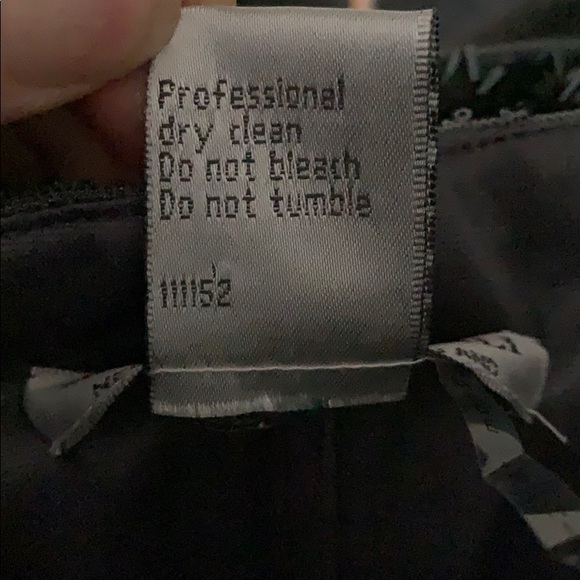 Professional
dry clean
Do not bleach
Do not tumble
111152